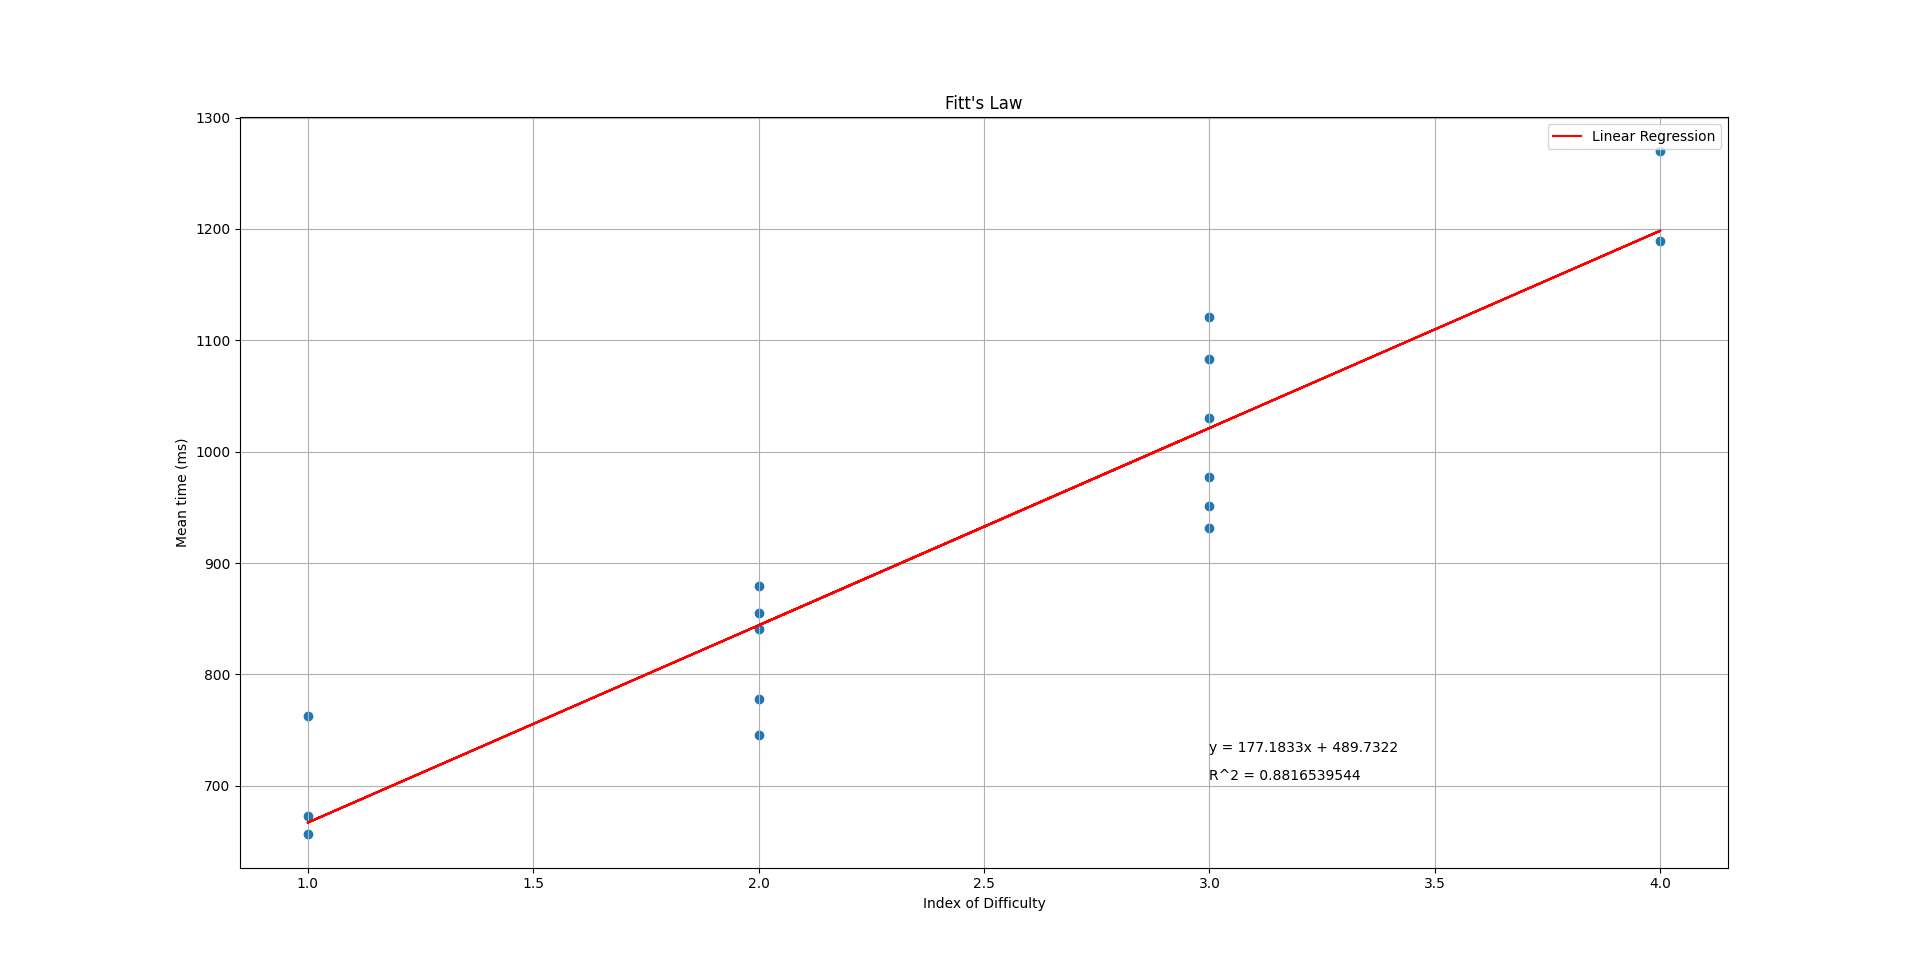 Fitt's Law
Linear Regression
1300
1200
1100
1000
900
800
700
Mean time (ms)
y = 177.1833x + 489.7322
R^2 = 0.8816539544
1.0 1.5 2.0 2.5 3.0 3.5 4.0
Index of Difficulty